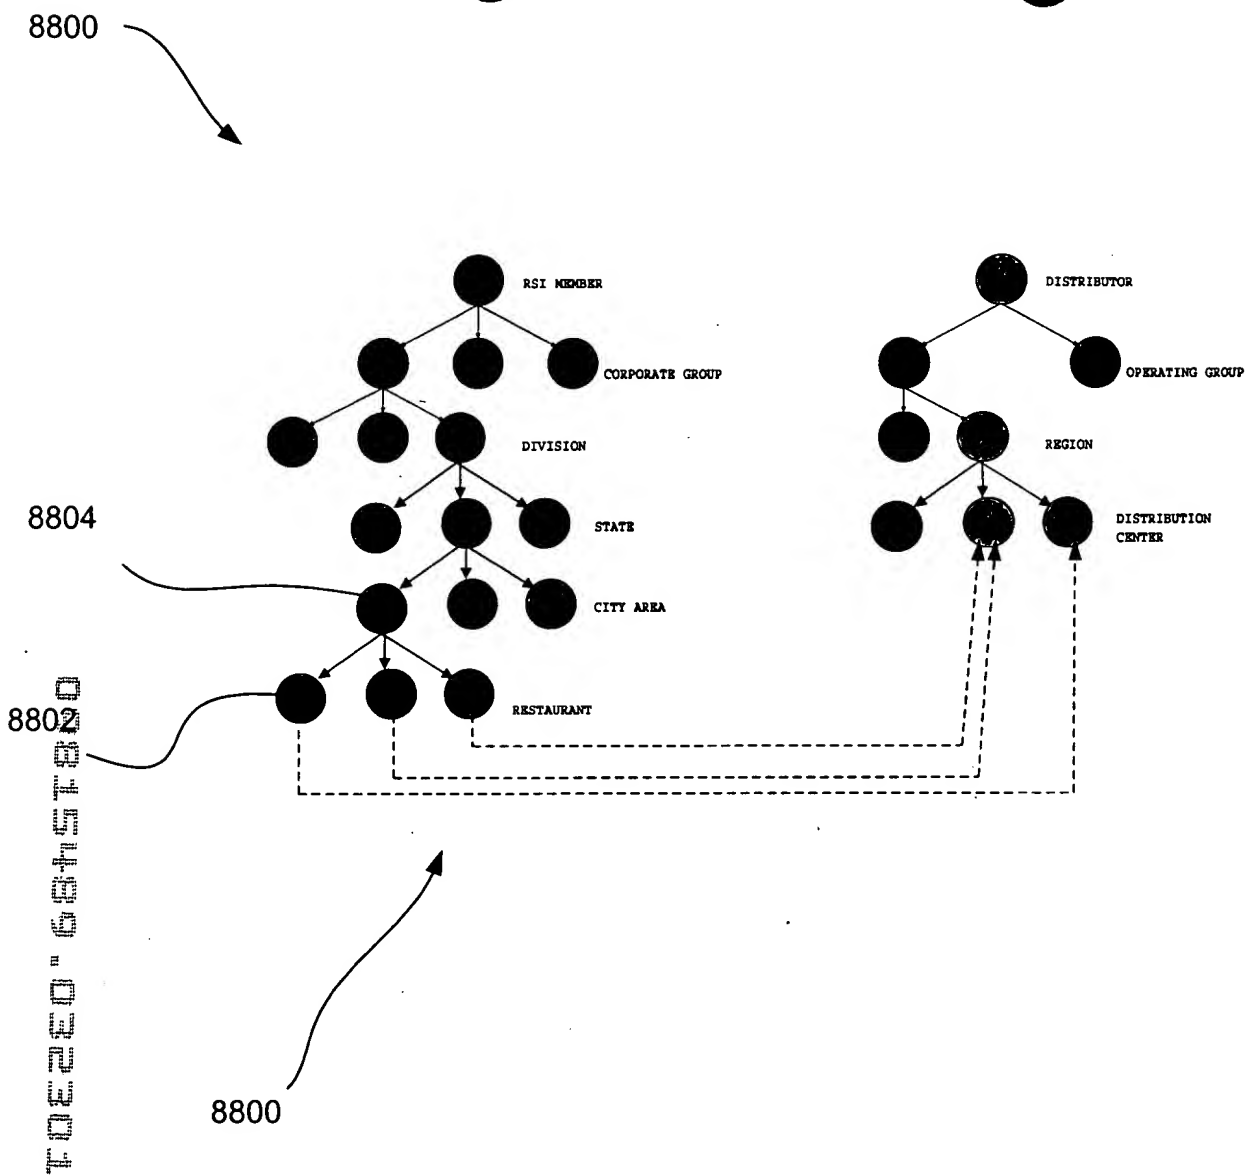 8800
RSI MEMBER
DISTRIBUTOR
CORPORATE GROUP
OPERATING GROUP
DIVISION
REGION
8804
STATE
DISTRIBUTION
CENTER
CITY AREA
8802
RESTAURANT
8800